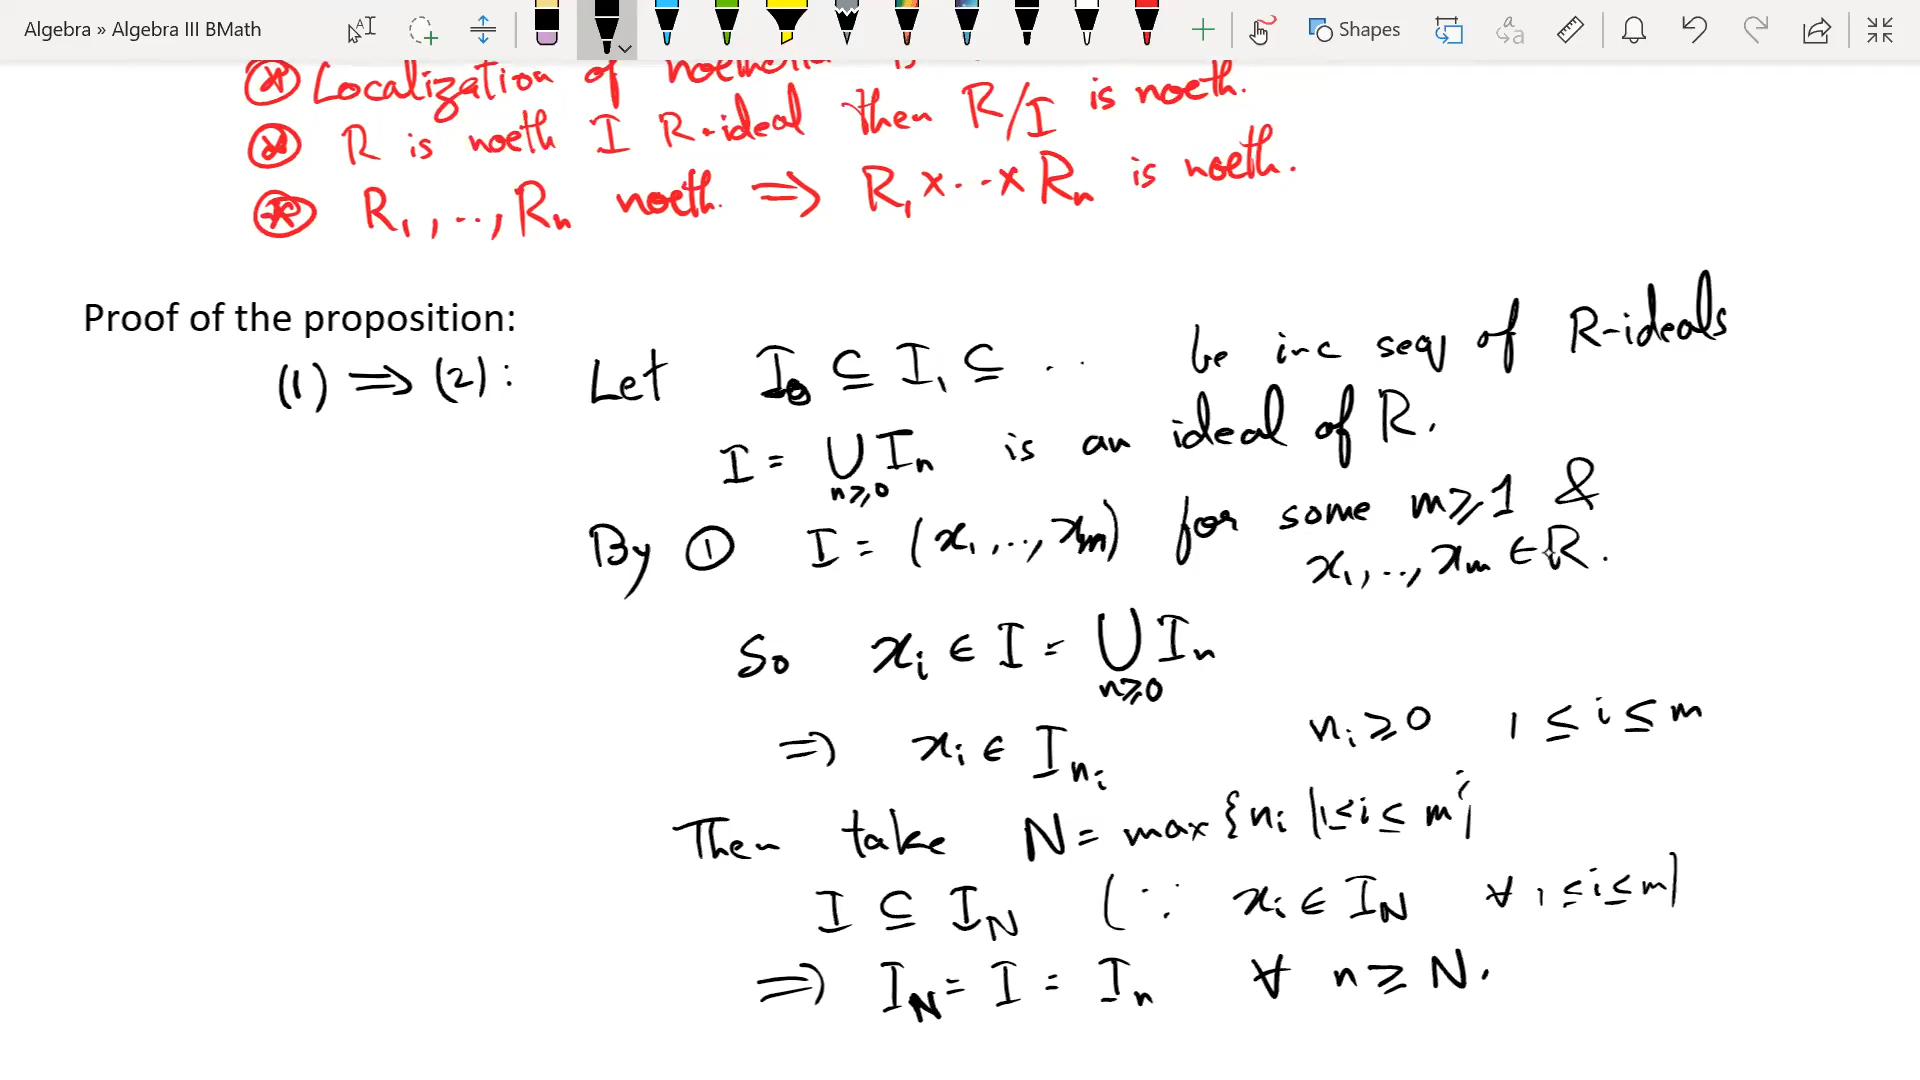 Algebra » Algebra III BMath
Shapes
⊛ Localization of noetherian is
⊛ R is noeth I R-ideal then R/I is noeth.
⊛ R₁,..,Rₙ noeth. ⟹ R₁×..×Rₙ is noeth.
Proof of the proposition:
(1) ⟹ (2): Let I₀ ⊆ I₁ ⊆ ... be inc seq of R-ideals
I = ⋃_{n≥0} Iₙ is an ideal of R.
By ① I = (x₁,..,xₘ) for some m≥1 &
x₁,..,xₘ ∈ R.
So xᵢ ∈ I = ⋃_{n≥0} Iₙ
⟹ xᵢ ∈ I_{nᵢ} nᵢ ≥ 0 1 ≤ i ≤ m
Then take N = max{nᵢ | 1≤i≤m}
I ⊆ I_N (∵ xᵢ ∈ I_N ∀ 1≤i≤m)
⟹ I_N = I = Iₙ ∀ n ≥ N.